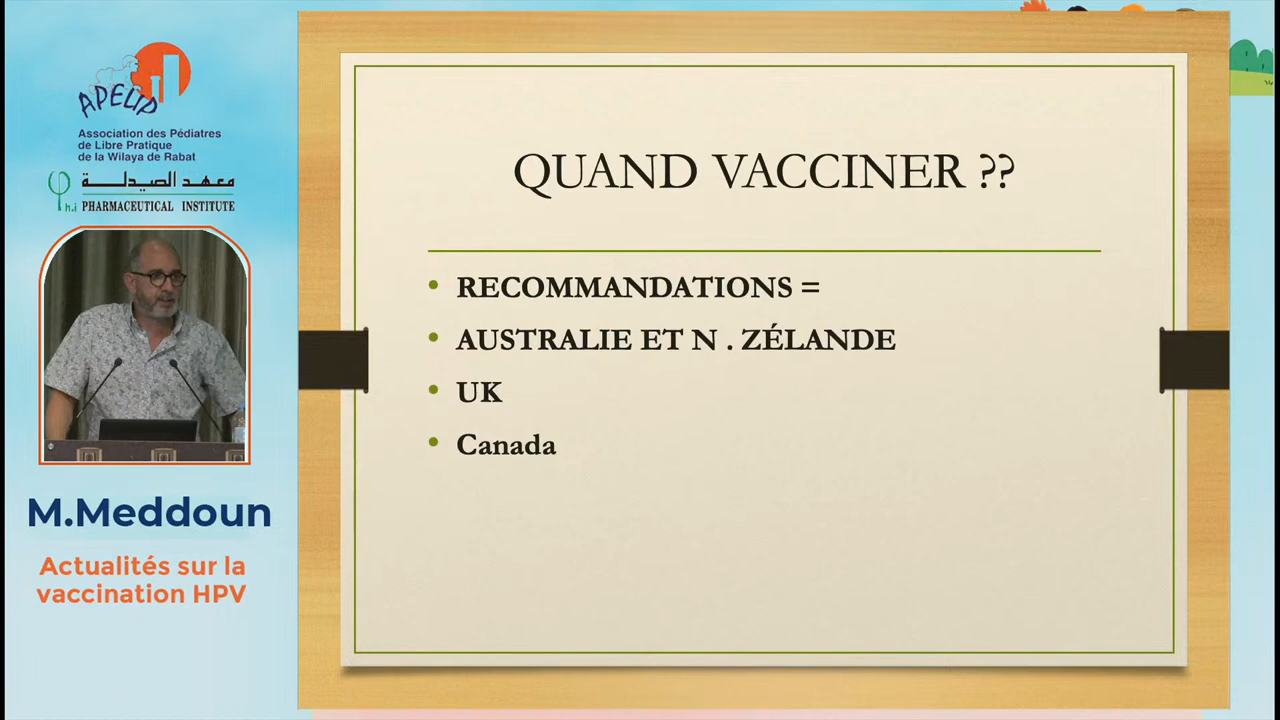 APELIP
Association des Pédiatres
de Libre Pratique
de la Wilaya de Rabat
معهد الصيدلة
h.i PHARMACEUTICAL INSTITUTE
M.Meddoun
Actualités sur la
vaccination HPV
QUAND VACCINER ??
• RECOMMANDATIONS =
• AUSTRALIE ET N . ZÉLANDE
• UK
• Canada